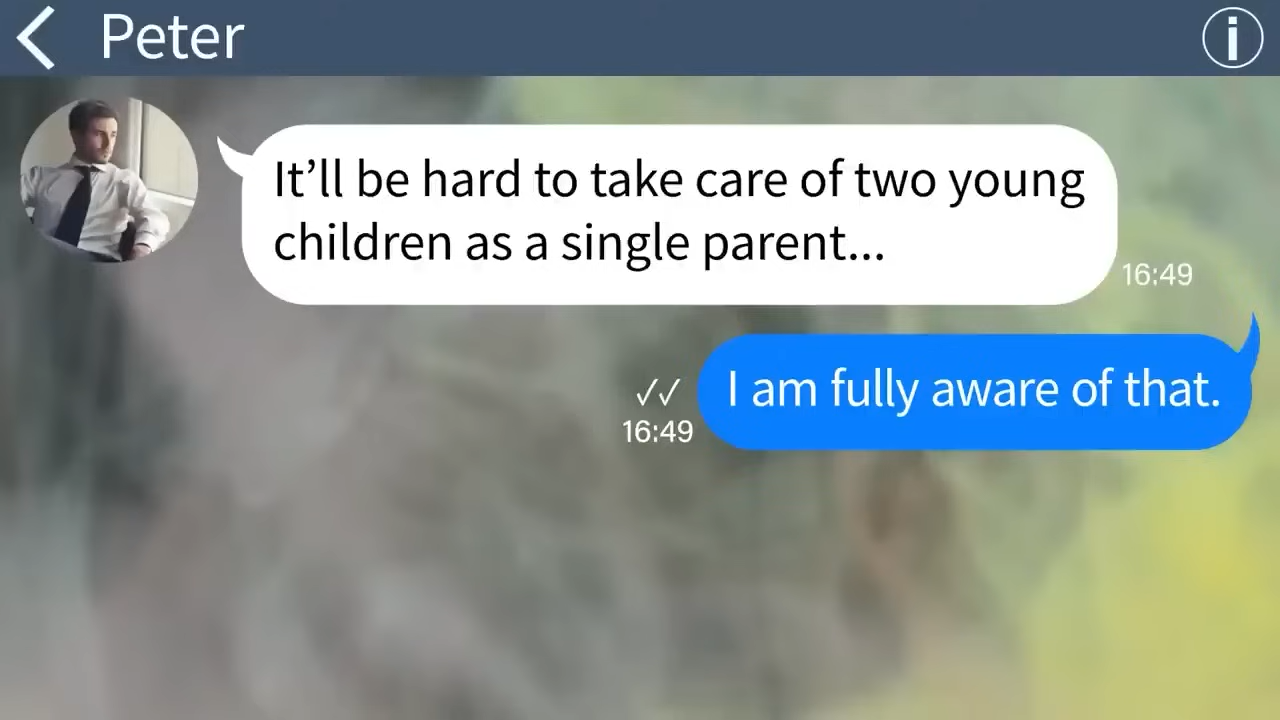 Peter
It’ll be hard to take care of two young
children as a single parent...
16:49
I am fully aware of that.
16:49